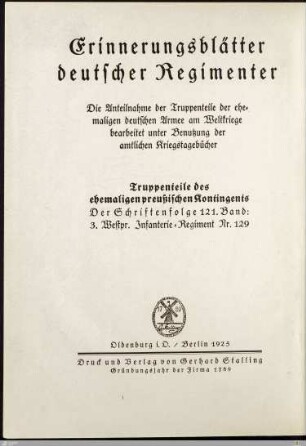 Erinnerungsblätter
deutscher Regimenter
Die Anteilnahme der Truppenteile der ehe-
maligen deutschen Armee am Weltkriege
bearbeitet unter Benutzung der
amtlichen Kriegstagebücher
Truppenteile des
ehemaligen preußischen Kontingents
Der Schriftenfolge 121. Band:
3. Westpr. Infanterie-Regiment Nr. 129
Oldenburg i.O. / Berlin 1925
Druck und Verlag von Gerhard Stalling
Gründungsjahr der Firma 1789